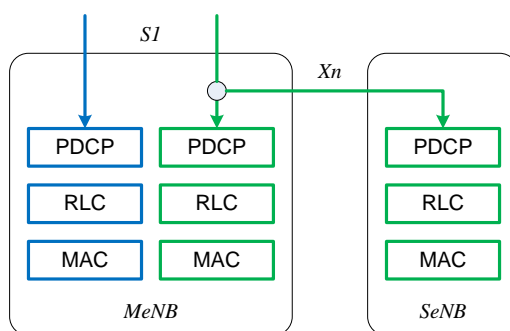 S1
Xn
PDCP PDCP PDCP
RLC RLC RLC
MAC MAC MAC
MeNB SeNB